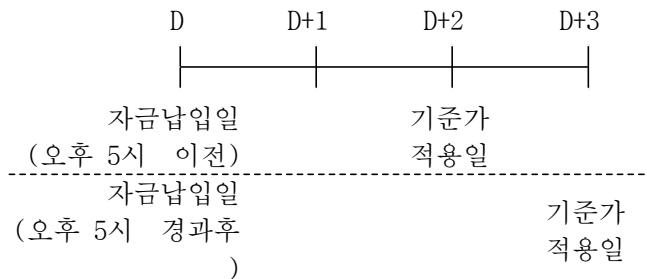 D D+1 D+2 D+3
자금납입일 기준가
(오후 5시 이전) 적용일
자금납입일
(오후 5시 경과후
)
기준가
적용일